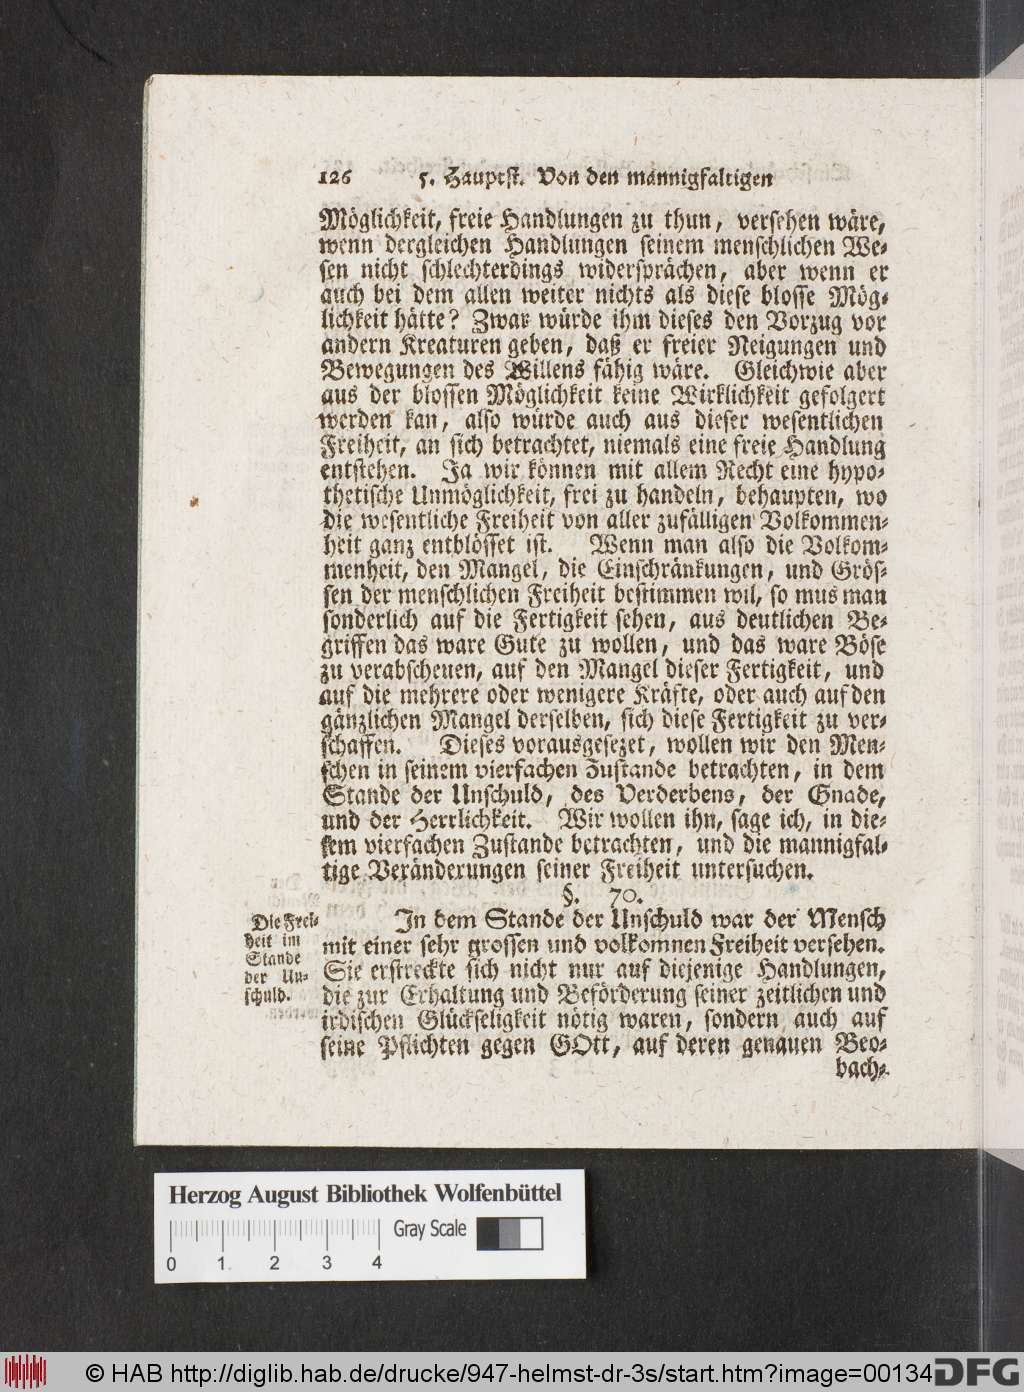 126 5. Hauptst. Von den mannigfaltigen
Möglichkeit, freie Handlungen zu thun, versehen wäre,
wenn dergleichen Handlungen seinem menschlichen We-
sen nicht schlechterdings widersprächen, aber wenn er
auch bei dem allen weiter nichts als diese blosse Mög-
lichkeit hätte? Zwar würde ihm dieses den Vorzug vor
andern Kreaturen geben, daß er freier Neigungen und
Bewegungen des Willens fähig wäre. Gleichwie aber
aus der blossen Möglichkeit keine Wirklichkeit gefolgert
werden kan, also würde auch aus dieser wesentlichen
Freiheit, an sich betrachtet, niemals eine freie Handlung
entstehen. Ja wir können mit allem Recht eine hypo-
thetische Unmöglichkeit, frei zu handeln, behaupten, wo
die wesentliche Freiheit von aller zufälligen Volkommen-
heit ganz entblösset ist. Wenn man also die Volkom-
menheit, den Mangel, die Einschränkungen, und Grös-
sen der menschlichen Freiheit bestimmen wil, so mus man
sonderlich auf die Fertigkeit sehen, aus deutlichen Be-
griffen das ware Gute zu wollen, und das ware Böse
zu verabscheuen, auf den Mangel dieser Fertigkeit, und
auf die mehrere oder wenigere Kräfte, oder auch auf den
gänzlichen Mangel derselben, sich diese Fertigkeit zu ver-
schaffen. Dieses vorausgesezet, wollen wir den Men-
schen in seinem vierfachen Zustande betrachten, in dem
Stande der Unschuld, des Verderbens, der Gnade,
und der Herrlichkeit. Wir wollen ihn, sage ich, in die-
sem vierfachen Zustande betrachten, und die mannigfal-
tige Veränderungen seiner Freiheit untersuchen.
§. 70.
Die Frei-
heit im
Stande
der Un-
schuld.
In dem Stande der Unschuld war der Mensch
mit einer sehr grossen und volkomnen Freiheit versehen.
Sie erstreckte sich nicht nur auf diejenige Handlungen,
die zur Erhaltung und Beförderung seiner zeitlichen und
irdischen Glückseligkeit nötig waren, sondern auch auf
seine Pflichten gegen GOtt, auf deren genauen Beo-
bach-
Herzog August Bibliothek Wolfenbüttel
Gray Scale
0 1 2 3 4
© HAB http://diglib.hab.de/drucke/947-helmst-dr-3s/start.htm?image=00134
DFG